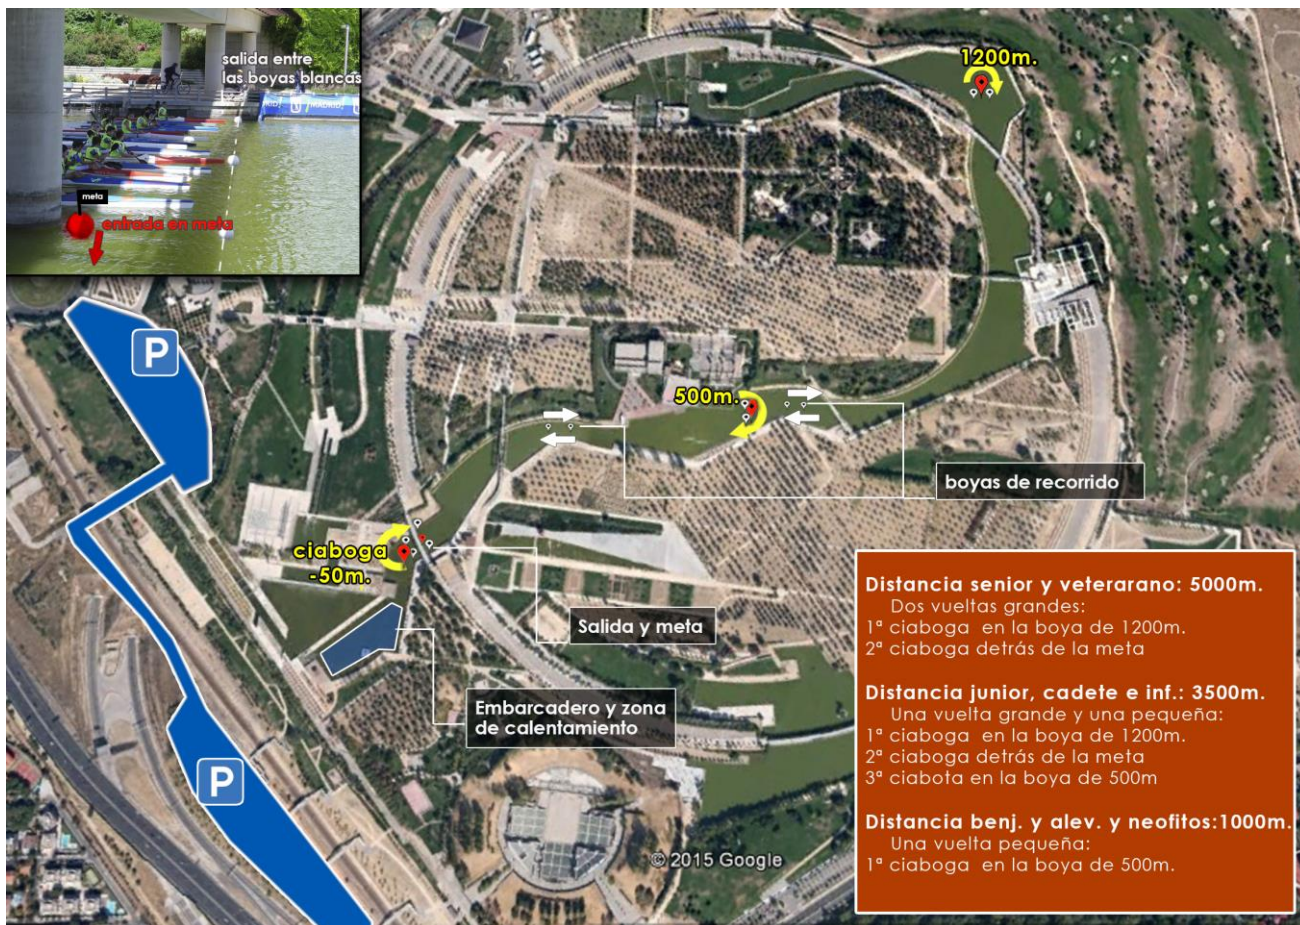 salida entre
las boyas blancas
MADRID
meta
entrada en meta
1200m.
P
500m.
boyas de recorrido
ciaboga
-50m.
Salida y meta
Embarcadero y zona
de calentamiento
P
© 2015 Google
Distancia senior y veterarano: 5000m.
Dos vueltas grandes:
1ª ciaboga en la boya de 1200m.
2ª ciaboga detrás de la meta
Distancia junior, cadete e inf.: 3500m.
Una vuelta grande y una pequeña:
1ª ciaboga en la boya de 1200m.
2ª ciaboga detrás de la meta
3ª ciabota en la boya de 500m
Distancia benj. y alev. y neofitos:1000m.
Una vuelta pequeña:
1ª ciaboga en la boya de 500m.